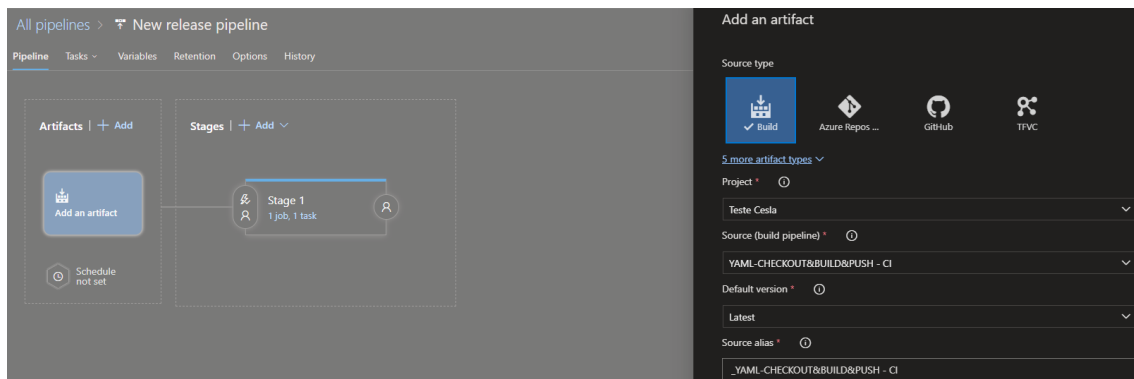 All pipelines > New release pipeline
Pipeline Tasks Variables Retention Options History
Artifacts | + Add
Stages | + Add
Add an artifact
Schedule
not set
Stage 1
1 job, 1 task
Add an artifact
Source type
Build
Azure Repos ...
GitHub
TFVC
5 more artifact types
Project *
Teste Cesla
Source (build pipeline) *
YAML-CHECKOUT&BUILD&PUSH - CI
Default version *
Latest
Source alias *
_YAML-CHECKOUT&BUILD&PUSH - CI